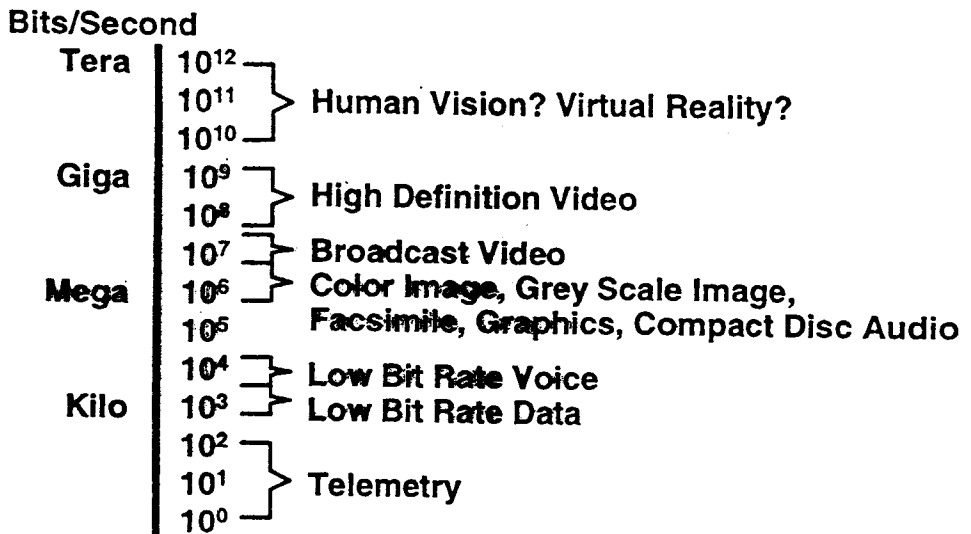 Bits/Second
Tera 10¹²
10¹¹ Human Vision? Virtual Reality?
10¹⁰
Giga 10⁹
High Definition Video
10⁸
10⁷ Broadcast Video
Mega 10⁶ Color Image, Grey Scale Image,
10⁵ Facsimile, Graphics, Compact Disc Audio
10⁴ Low Bit Rate Voice
Kilo 10³ Low Bit Rate Data
10²
10¹ Telemetry
10⁰